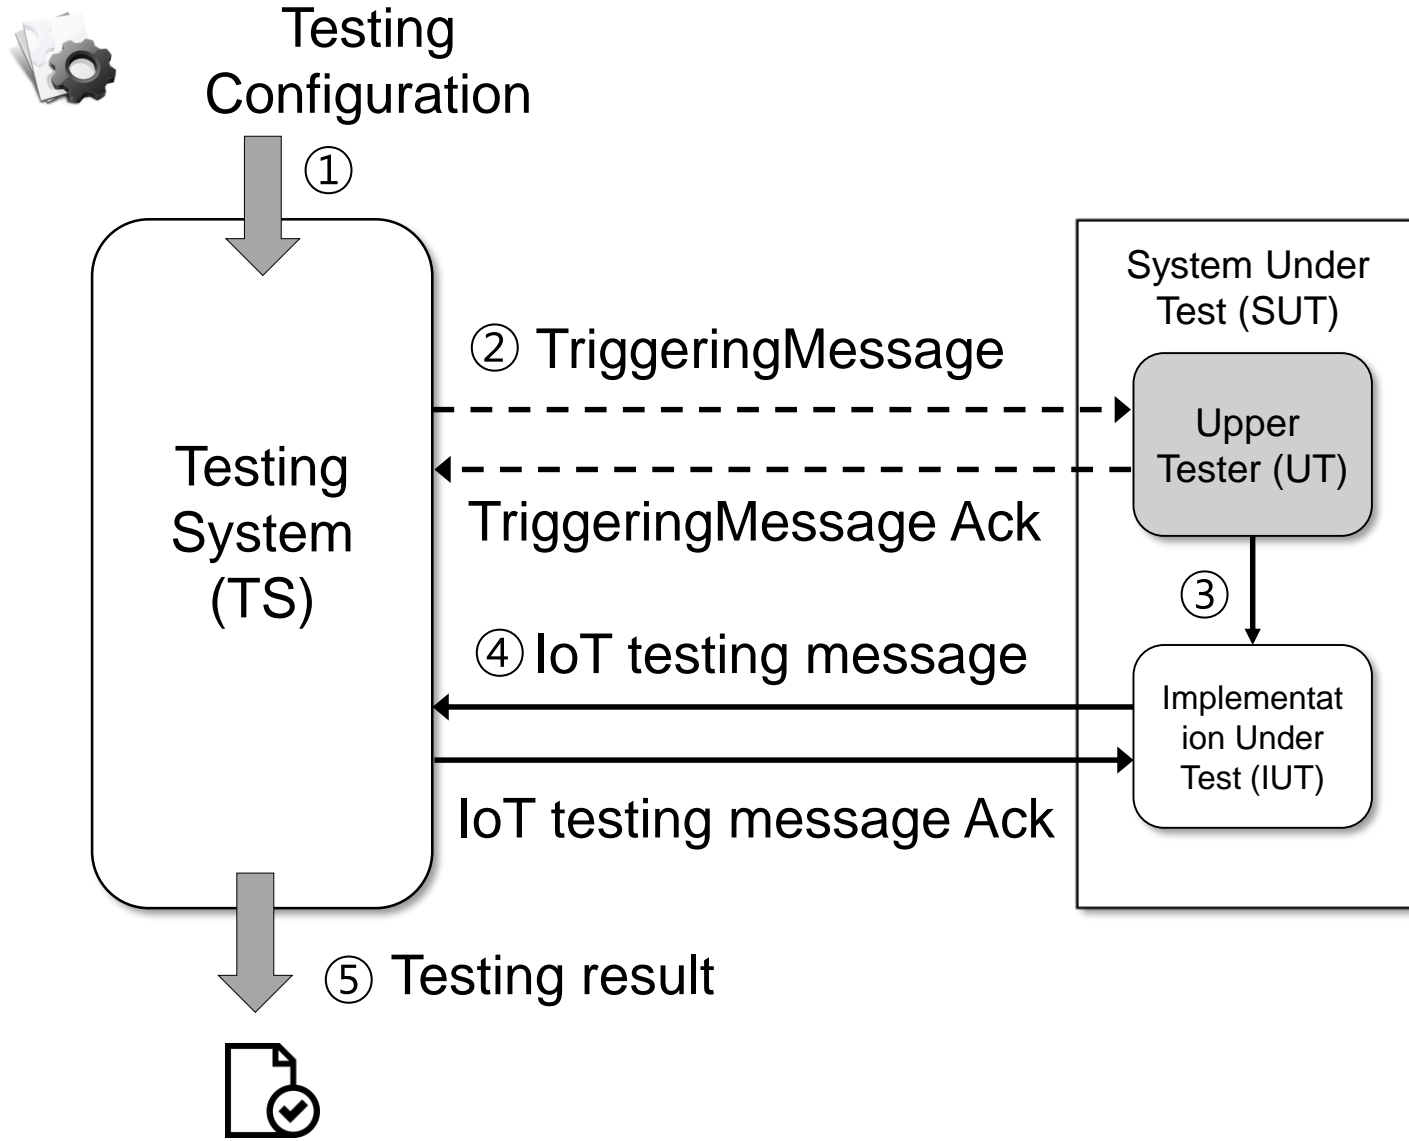 Testing
Configuration
①
System Under
Test (SUT)
② TriggeringMessage
Upper
Tester (UT)
Testing
System
(TS)
TriggeringMessage Ack
③
④ IoT testing message
Implementat
ion Under
Test (IUT)
IoT testing message Ack
⑤ Testing result